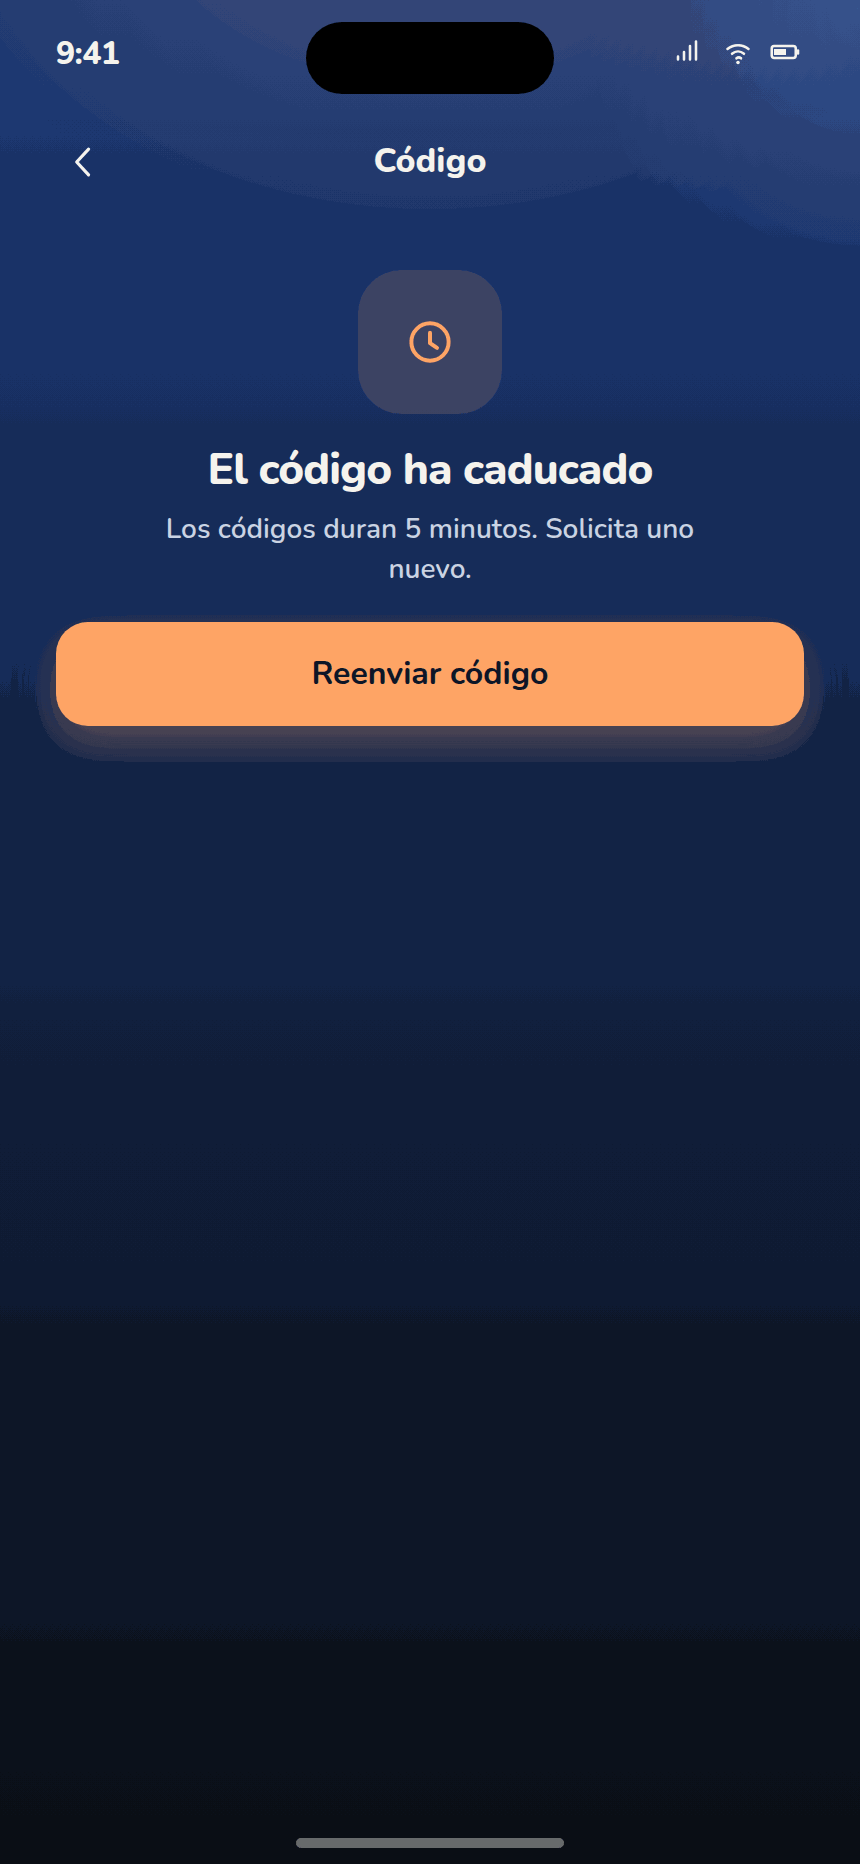 9:41
Código
El código ha caducado
Los códigos duran 5 minutos. Solicita uno
nuevo.
Reenviar código